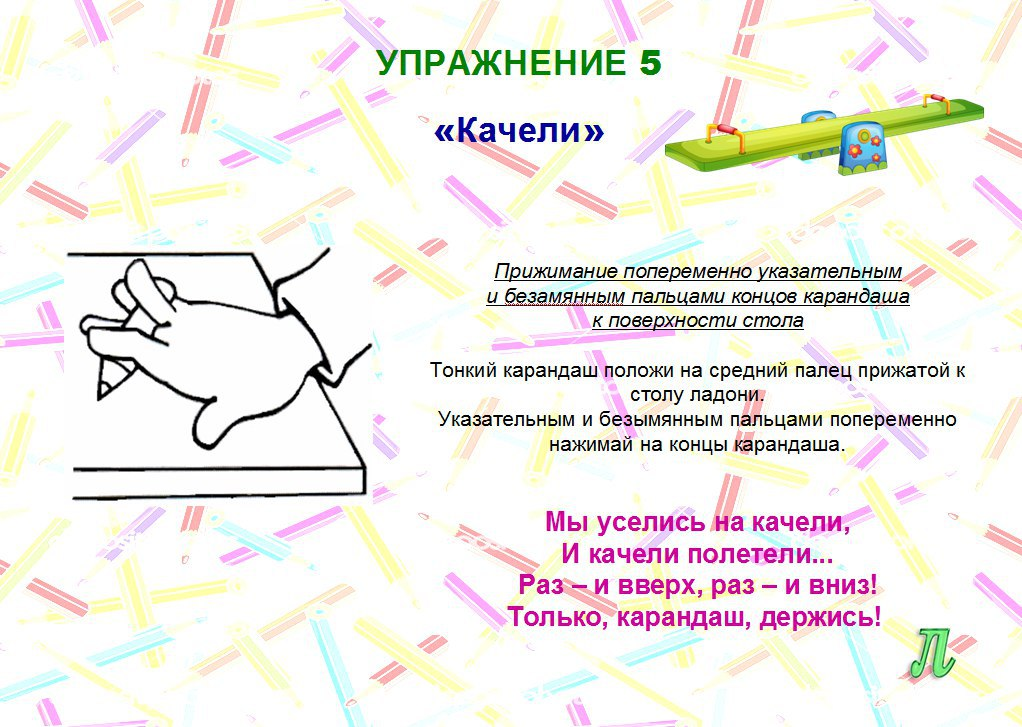 УПРАЖНЕНИЕ 5
«Качели»
Прижимание попеременно указательным
и безамянным пальцами концов карандаша
к поверхности стола
Тонкий карандаш положи на средний палец прижатой к
столу ладони.
Указательным и безымянным пальцами попеременно
нажимай на концы карандаша.
Мы уселись на качели,
И качели полетели...
Раз – и вверх, раз – и вниз!
Только, карандаш, держись!
Л